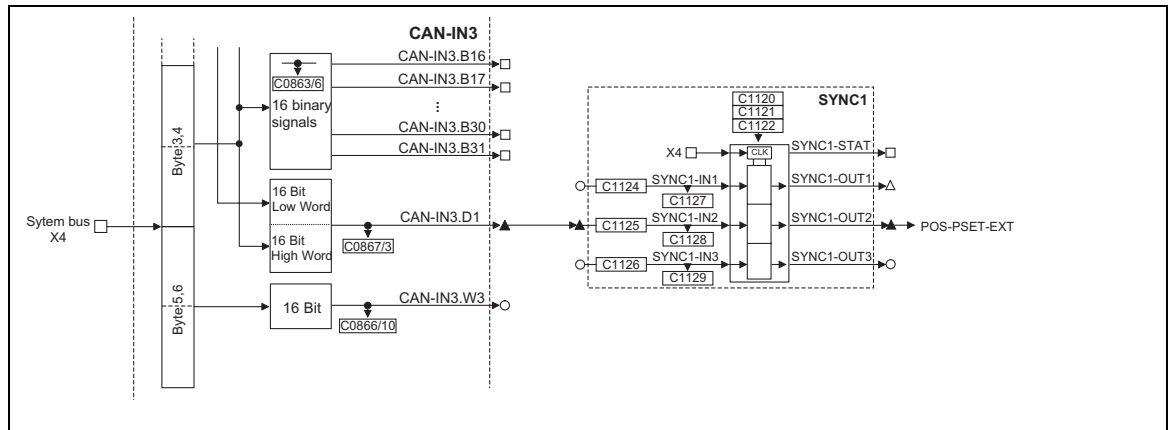 CAN-IN3
CAN-IN3.B16
C0863/6
CAN-IN3.B17
16 binary
signals
⋮
CAN-IN3.B30
CAN-IN3.B31
Byte 3,4
16 Bit
Low Word
CAN-IN3.D1
16 Bit
High Word
C0867/3
Sytem bus
X4
Byte 5,6
16 Bit
CAN-IN3.W3
C0866/10
SYNC1
C1120
C1121
C1122
X4
CLK
SYNC1-STAT
C1124
SYNC1-IN1
C1127
SYNC1-OUT1
C1125
SYNC1-IN2
C1128
SYNC1-OUT2
POS-PSET-EXT
C1126
SYNC1-IN3
C1129
SYNC1-OUT3